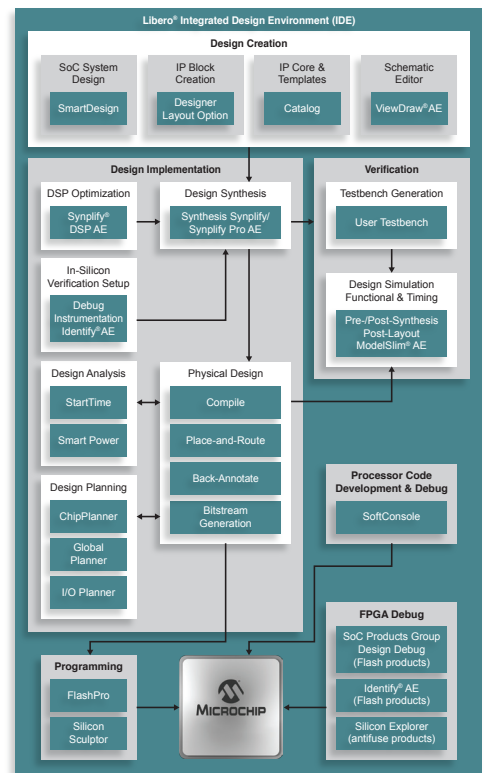 Libero® Integrated Design Environment (IDE)
Design Creation
SoC System
Design
SmartDesign
IP Block
Creation
Designer
Layout Option
IP Core &
Templates
Catalog
Schematic
Editor
ViewDraw® AE
Design Implementation
DSP Optimization
Synplify®
DSP AE
Design Synthesis
Synthesis Synplify/
Synplify Pro AE
In-Silicon
Verification Setup
Debug
Instrumentation
Identify® AE
Design Analysis
StartTime
Smart Power
Physical Design
Compile
Place-and-Route
Back-Annotate
Bitstream
Generation
Design Planning
ChipPlanner
Global
Planner
I/O Planner
Verification
Testbench Generation
User Testbench
Design Simulation
Functional & Timing
Pre-/Post-Synthesis
Post-Layout
ModelSlim® AE
Processor Code
Development & Debug
SoftConsole
Programming
FlashPro
Silicon
Sculptor
MICROCHIP
FPGA Debug
SoC Products Group
Design Debug
(Flash products)
Identify® AE
(Flash products)
Silicon Explorer
(antifuse products)